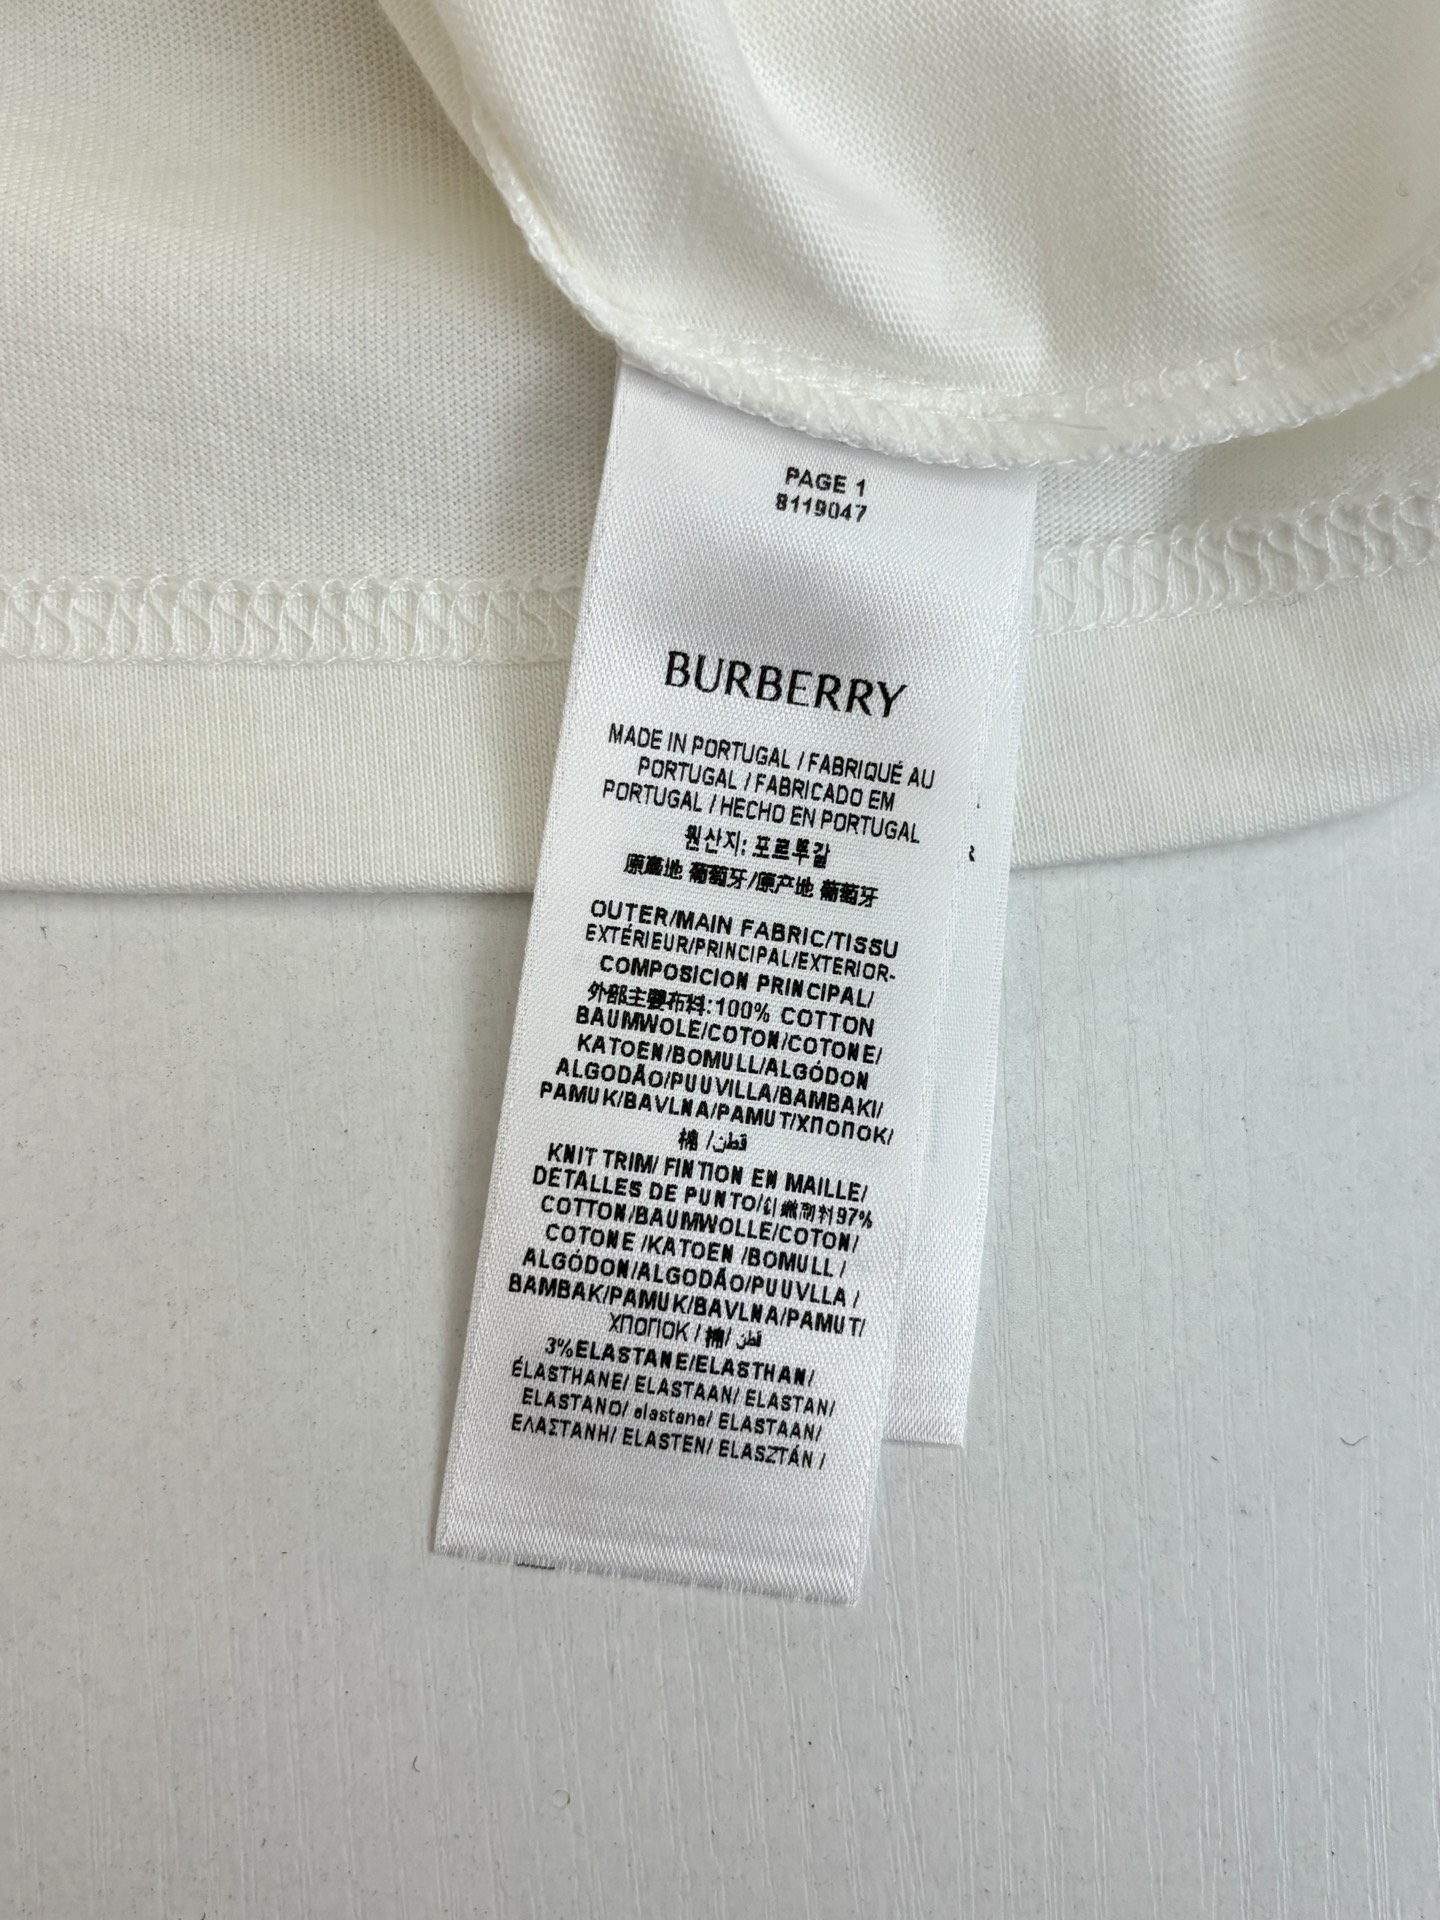 PAGE 1
8119047
BURBERRY
MADE IN PORTUGAL / FABRIQUÉ AU
PORTUGAL / FABRICADO EM
PORTUGAL / HECHO EN PORTUGAL
원산지: 포르투갈
原產地 葡萄牙/原产地 葡萄牙
OUTER/MAIN FABRIC/TISSU
EXTÉRIEUR/PRINCIPAL/EXTERIOR-
COMPOSICION PRINCIPAL/
外部主要布料:100% COTTON
BAUMWOLE/COTON/COTONE/
KATOEN/BOMULL/ALGÓDON
ALGODÃO/PUUVILLA/BAMBAKI/
PAMUK/BAVLNA/PAMUT/ХПОПОК/
棉 /قطن
KNIT TRIM/ FINTION EN MAILLE/
DETALLES DE PUNTO/針織制料97%
COTTON/BAUMWOLLE/COTON/
COTONE /KATOEN /BOMULL /
ALGÓDON/ALGODÃO/PUUVLLA /
BAMBAK/PAMUK/BAVLNA/PAMUT/
ХПОПОК / 棉/ قطن
3%ELASTANE/ELASTHAN/
ÉLASTHANE/ ELASTAAN/ ELASTAN/
ELASTANO/ elastane/ ELASTAAN/
ΕΛΑΣΤΑΝΗ/ ELASTEN/ ELASZTÁN /